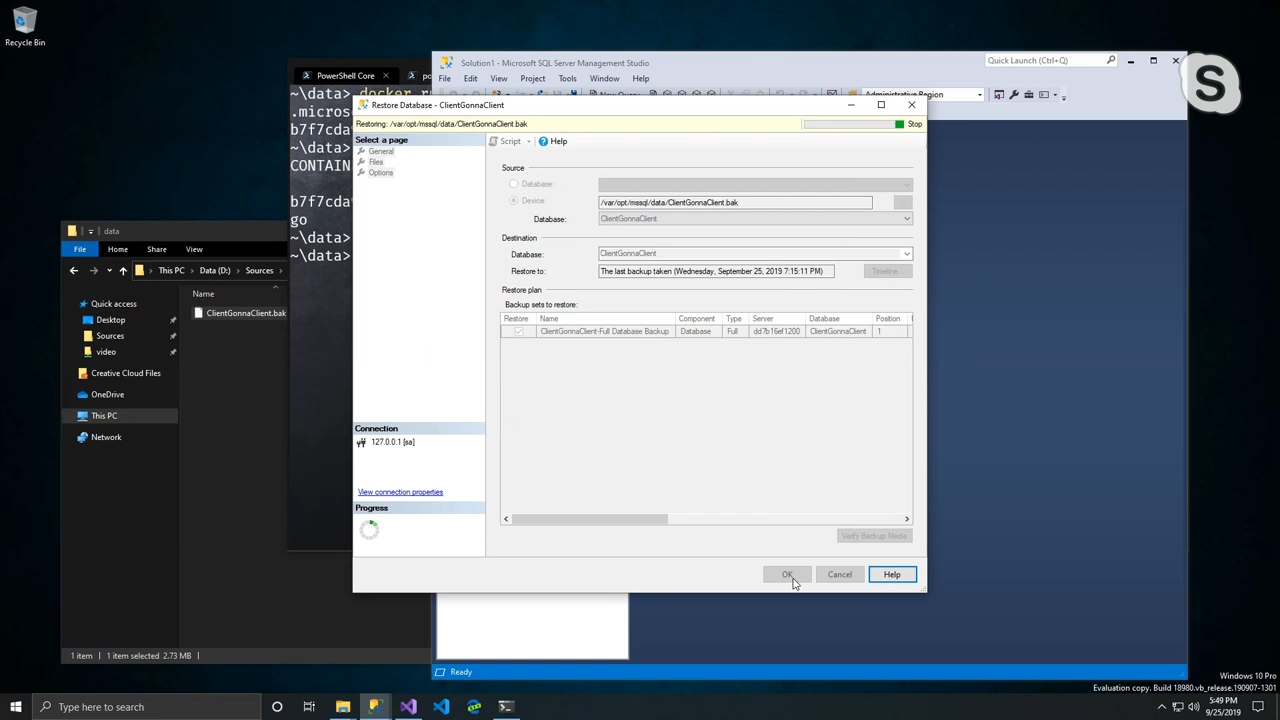 Recycle Bin
PowerShell Core
~\data> docker
.micros
b7f7cda
~\data>
CONTAIN
b7f7cda
go
~\data>
~\data>
Solution1 - Microsoft SQL Server Management Studio
Quick Launch (Ctrl+Q)
File Edit View Project Tools Window Help
New Query
Administrative Region
Restore Database - ClientGonnaClient
Restoring: /var/opt/mssql/data/ClientGonnaClient.bak
Stop
Select a page
General
Files
Options
Script
Help
Source
Database:
Device:
/var/opt/mssql/data/ClientGonnaClient.bak
...
Database:
ClientGonnaClient
Destination
Database:
ClientGonnaClient
Restore to:
The last backup taken (Wednesday, September 25, 2019 7:15:11 PM)
Timeline...
Restore plan
Backup sets to restore:
Restore Name Component Type Server Database Position
ClientGonnaClient-Full Database Backup Database Full dd7b16ef1200 ClientGonnaClient 1
Connection
127.0.0.1 [sa]
View connection properties
Progress
Verify Backup Media
OK
Cancel
Help
Ready
data
File Home Share View
This PC
Data (D:)
Sources
Name
ClientGonnaClient.bak
Quick access
Desktop
Sources
video
Creative Cloud Files
OneDrive
This PC
Network
1 item
1 item selected 2.73 MB
S
Windows 10 Pro
Evaluation copy. Build 18980.vb_release.190907-1301
Type here to search
5:49 PM
9/25/2019